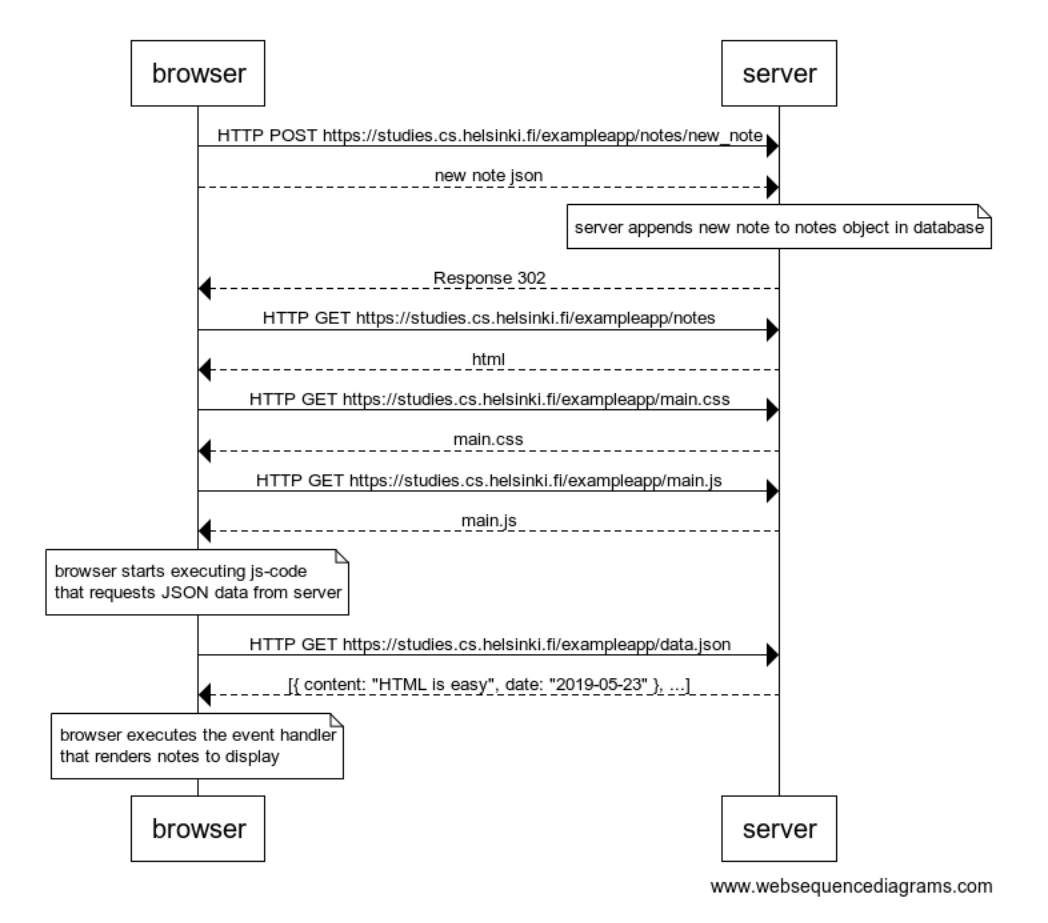 browser
server
HTTP POST https://studies.cs.helsinki.fi/exampleapp/notes/new_note
new note json
server appends new note to notes object in database
Response 302
HTTP GET https://studies.cs.helsinki.fi/exampleapp/notes
html
HTTP GET https://studies.cs.helsinki.fi/exampleapp/main.css
main.css
HTTP GET https://studies.cs.helsinki.fi/exampleapp/main.js
main.js
browser starts executing js-code
that requests JSON data from server
HTTP GET https://studies.cs.helsinki.fi/exampleapp/data.json
[{ content: "HTML is easy", date: "2019-05-23" }, ...]
browser executes the event handler
that renders notes to display
browser
server
www.websequencediagrams.com